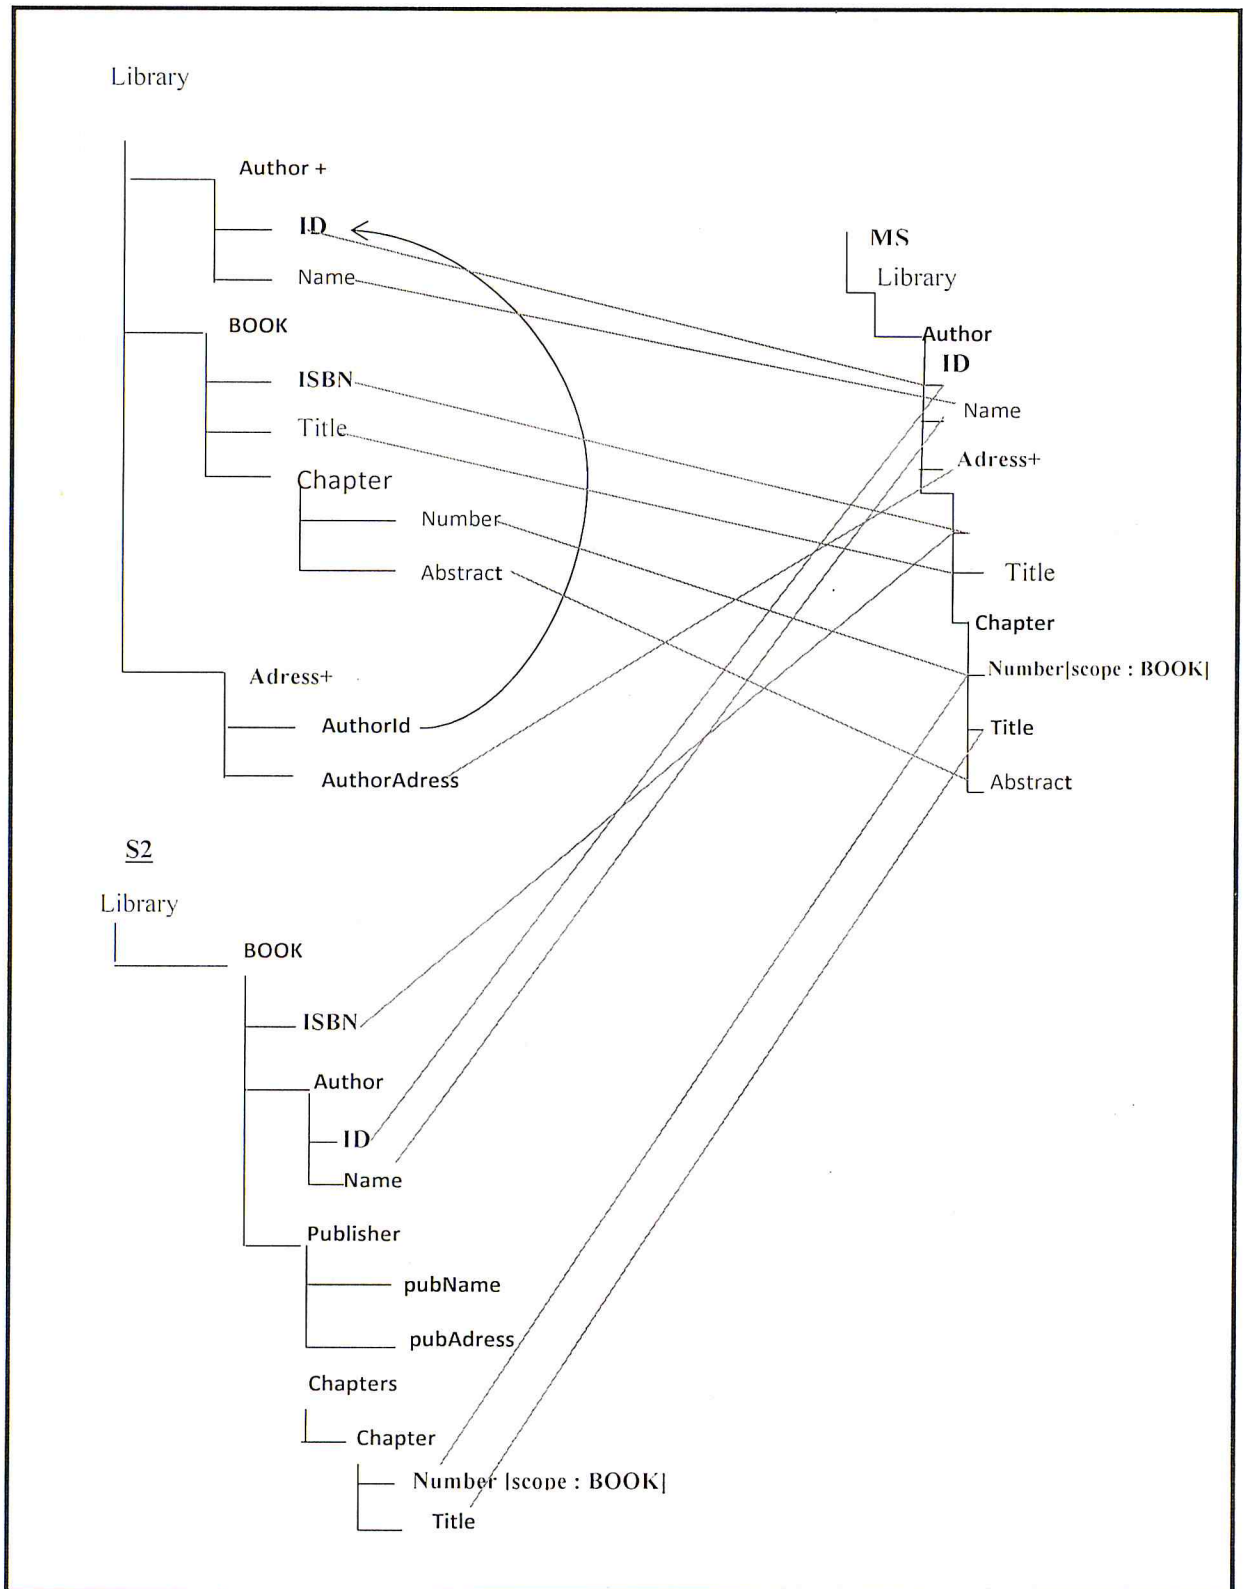 Library
Author +
ID
Name
BOOK
ISBN
Title
Chapter
Number
Abstract
Adress+
AuthorId
AuthorAdress
MS
Library
Author
ID
Name
Adress+
Title
Chapter
Number|scope : BOOK|
Title
Abstract
S2
Library
BOOK
ISBN
Author
ID
Name
Publisher
pubName
pubAdress
Chapters
Chapter
Number |scope : BOOK|
Title